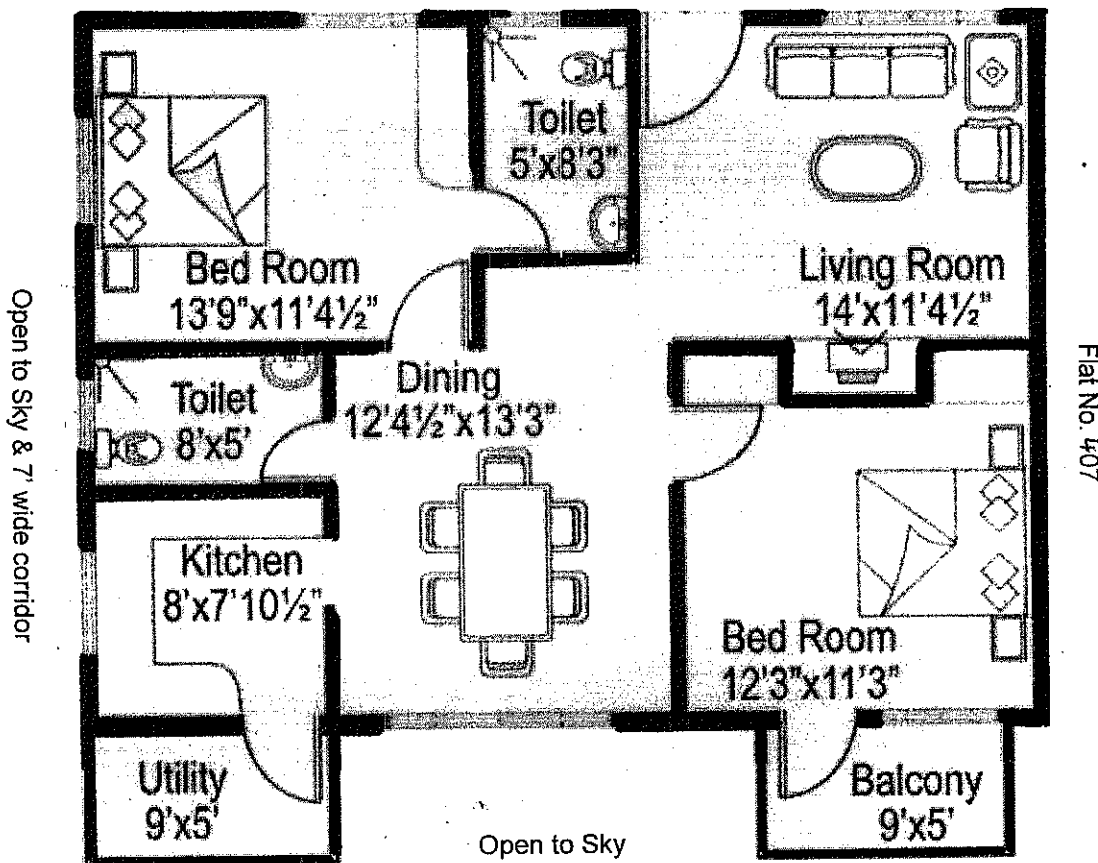 Toilet
5'x8'3"
Bed Room
13'9"x11'4½"
Living Room
14'x11'4½"
Toilet
8'x5'
Dining
12'4½"x13'3"
Kitchen
8'x7'10½"
Bed Room
12'3"x11'3"
Utility
9'x5'
Balcony
9'x5'
Open to Sky
Open to Sky & 7' wide corridor
Flat No. 407